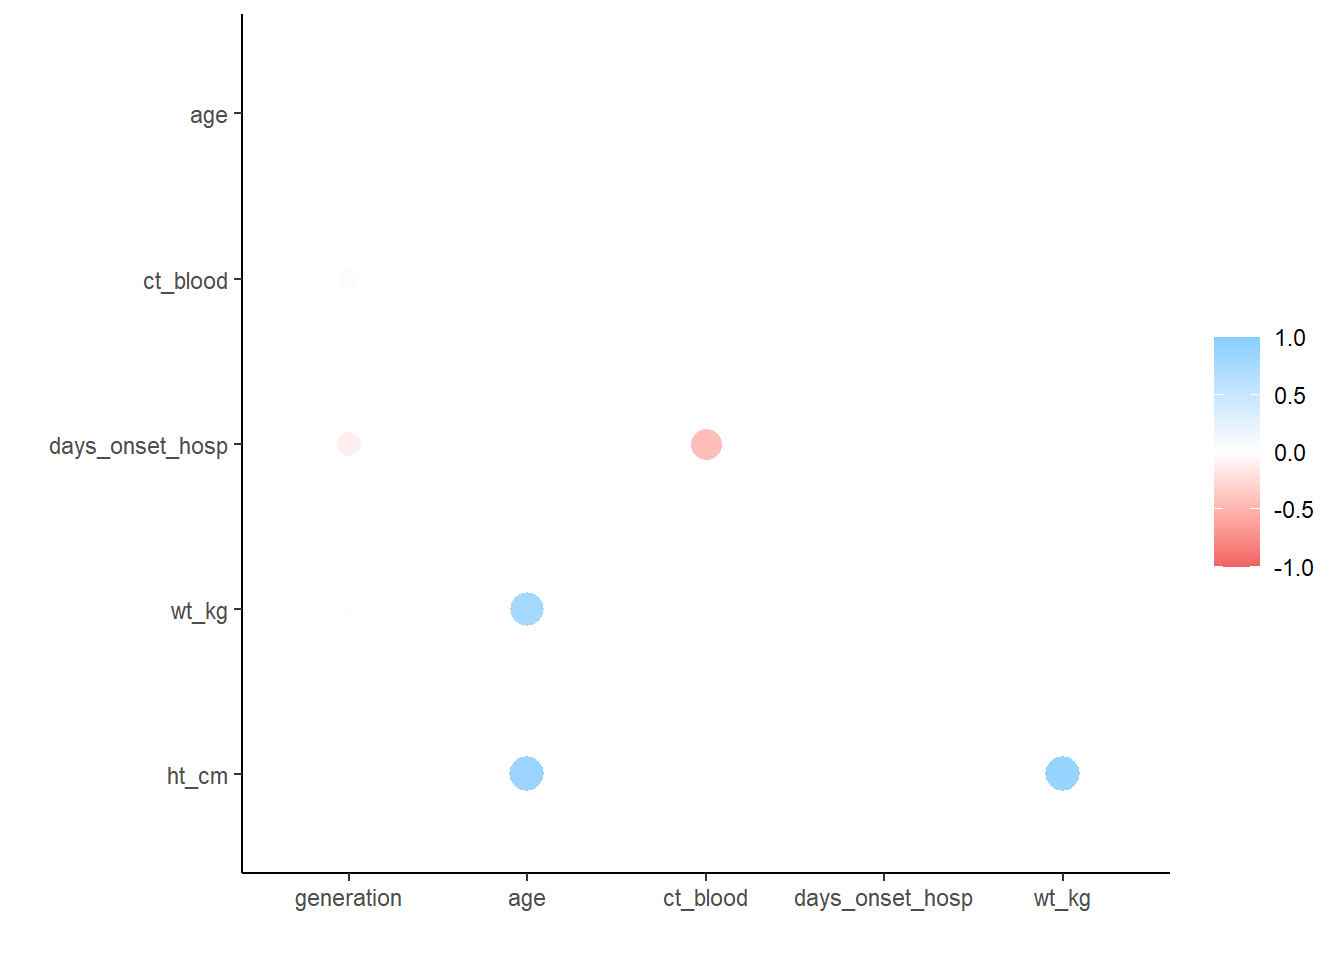 age
ct_blood
days_onset_hosp
wt_kg
ht_cm
generation age ct_blood days_onset_hosp wt_kg
1.0
0.5
0.0
-0.5
-1.0